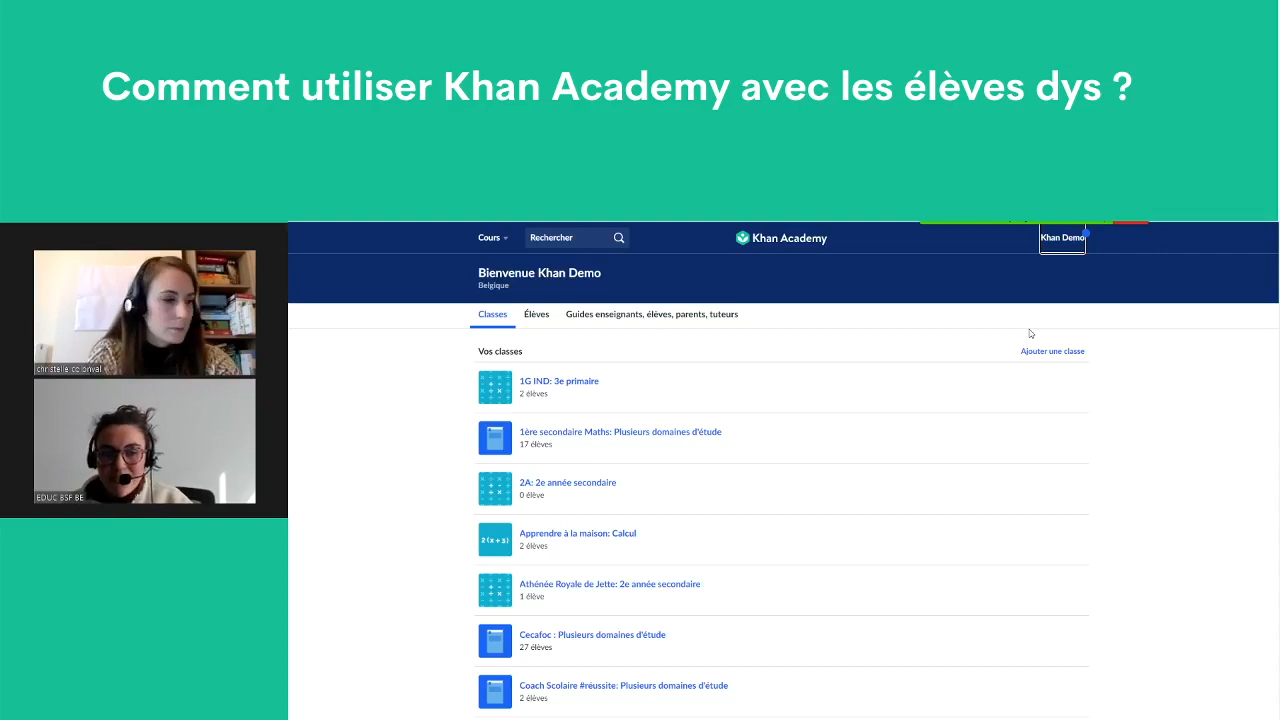 Comment utiliser Khan Academy avec les élèves dys ?
christelle colonval
EDUC BSF BE
Cours
Rechercher
Khan Academy
Khan Demo
Bienvenue Khan Demo
Belgique
Classes
Élèves
Guides enseignants, élèves, parents, tuteurs
Vos classes
Ajouter une classe
1G IND: 3e primaire
2 élèves
1ère secondaire Maths: Plusieurs domaines d'étude
17 élèves
2A: 2e année secondaire
0 élève
2(x+3)
Apprendre à la maison: Calcul
2 élèves
Athénée Royale de Jette: 2e année secondaire
1 élève
Cecafoc : Plusieurs domaines d'étude
27 élèves
Coach Scolaire #réussite: Plusieurs domaines d'étude
2 élèves